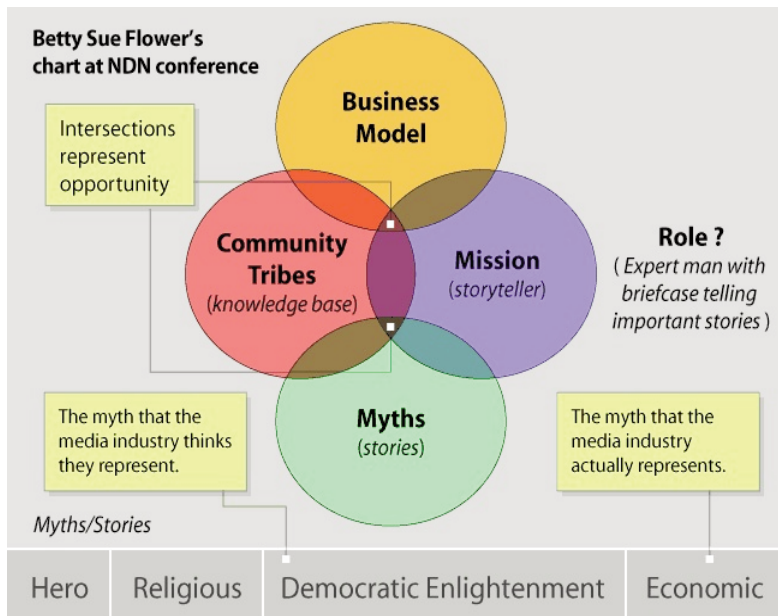 Betty Sue Flower's
chart at NDN conference
Business
Model
Intersections
represent
opportunity
Community
Tribes
(knowledge base)
Mission
(storyteller)
Role ?
( Expert man with
briefcase telling
important stories )
Myths
(stories)
The myth that the
media industry thinks
they represent.
The myth that the
media industry
actually represents.
Myths/Stories
Hero
Religious
Democratic Enlightenment
Economic